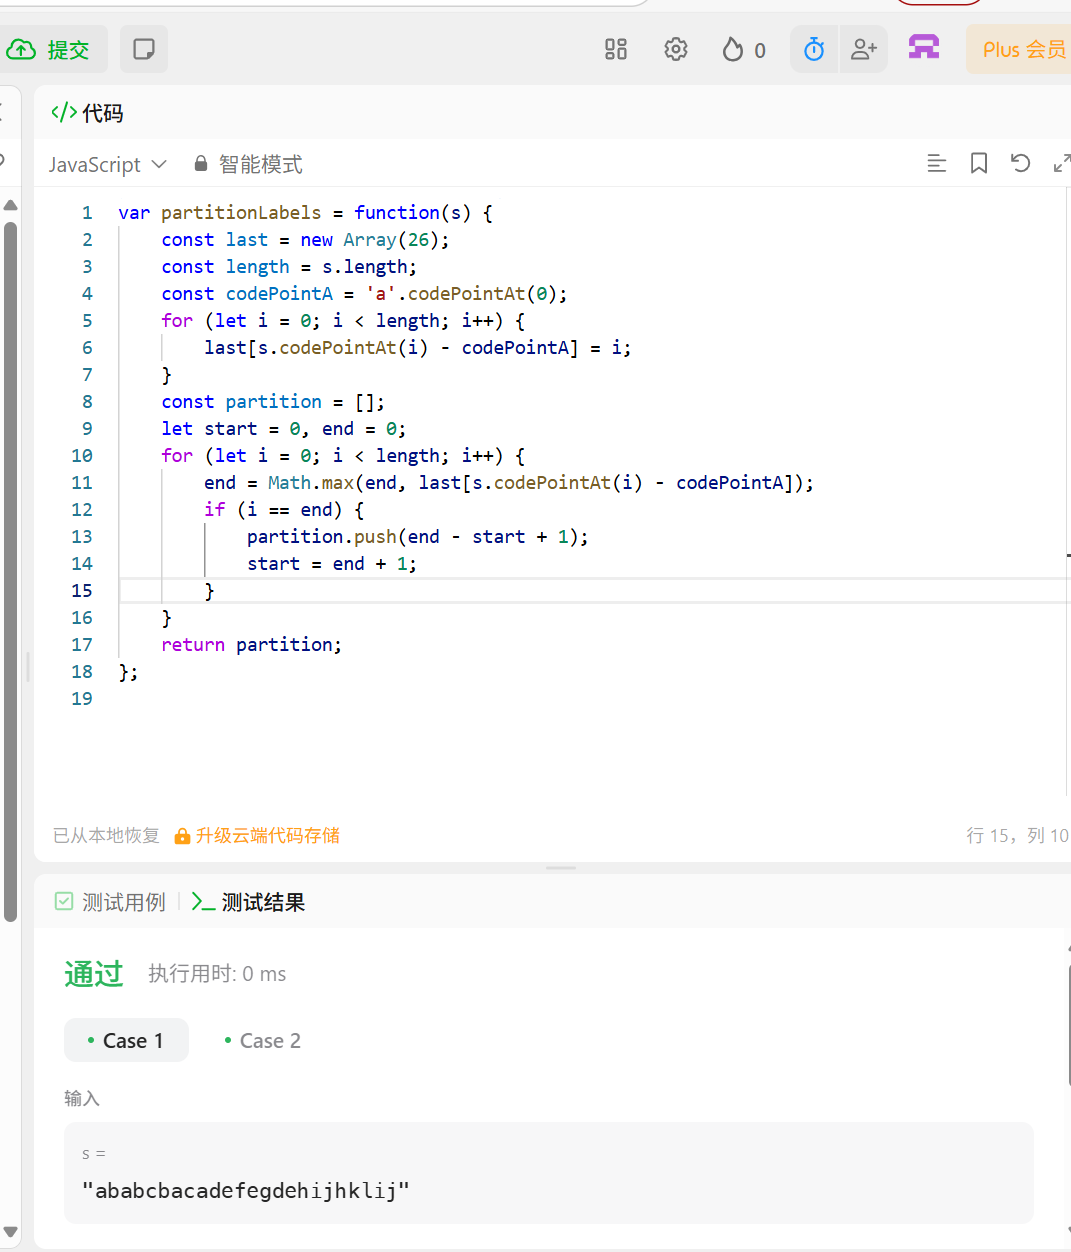 提交
0
Plus 会员
</> 代码
JavaScript 智能模式
1 var partitionLabels = function(s) {
2     const last = new Array(26);
3     const length = s.length;
4     const codePointA = 'a'.codePointAt(0);
5     for (let i = 0; i < length; i++) {
6         last[s.codePointAt(i) - codePointA] = i;
7     }
8     const partition = [];
9     let start = 0, end = 0;
10     for (let i = 0; i < length; i++) {
11         end = Math.max(end, last[s.codePointAt(i) - codePointA]);
12         if (i == end) {
13             partition.push(end - start + 1);
14             start = end + 1;
15         }
16     }
17     return partition;
18 };
19
已从本地恢复 升级云端代码存储 行 15, 列 10
测试用例 测试结果
通过 执行用时: 0 ms
Case 1 Case 2
输入
s =
"ababcbacadefegdehijhklij"